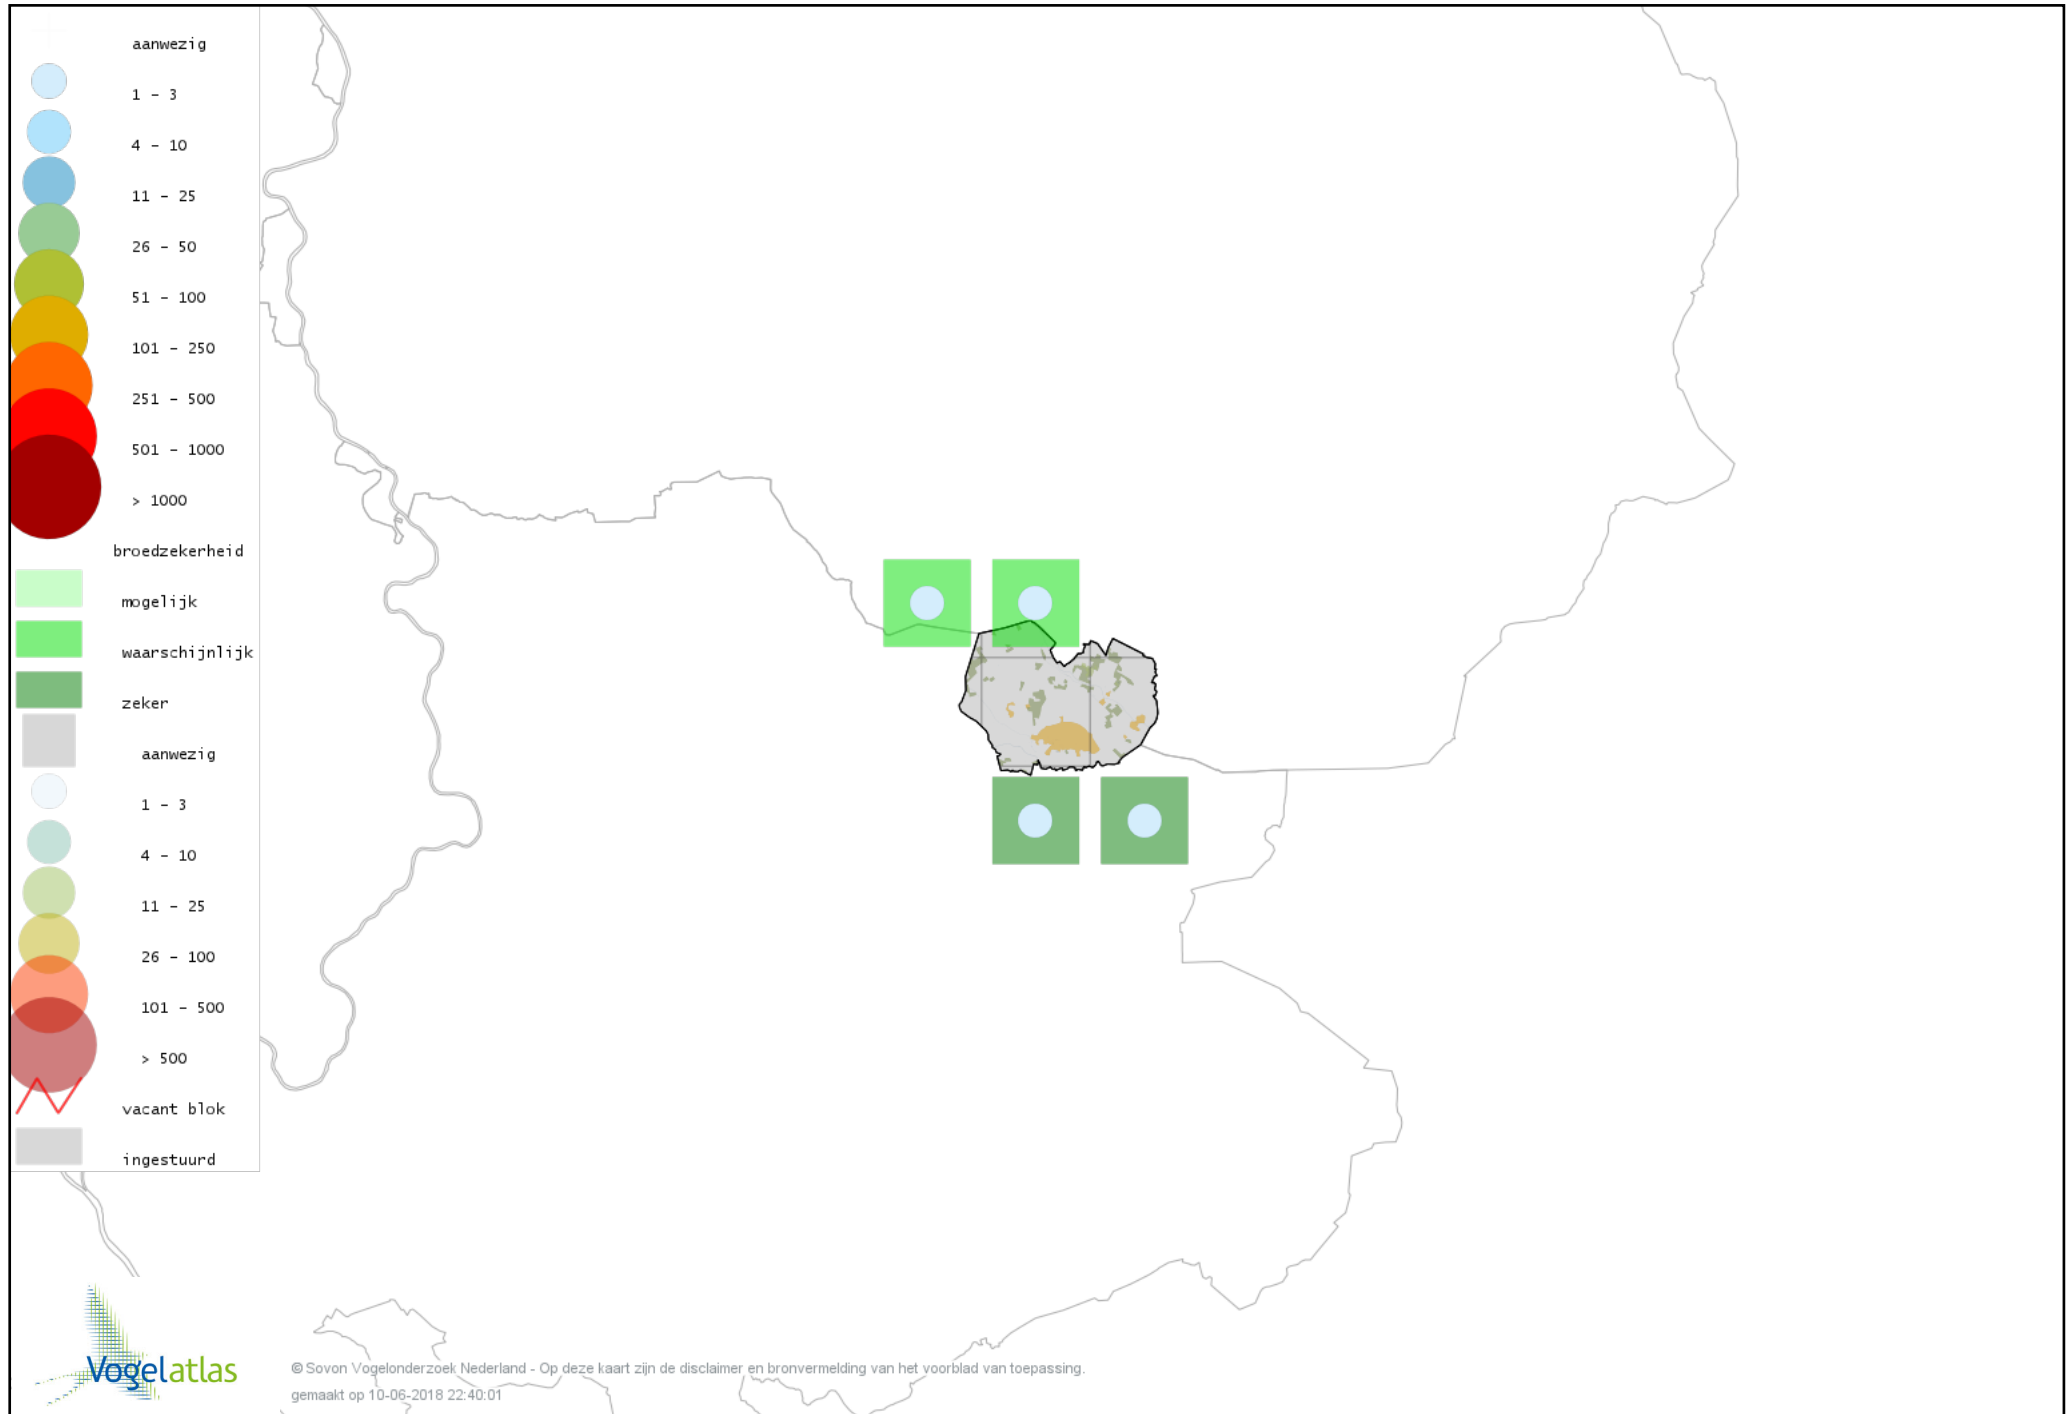 aanwezig
1 - 3
4 - 10
11 - 25
26 - 50
51 - 100
101 - 250
251 - 500
501 - 1000
> 1000
broedzekerheid
mogelijk
waarschijnlijk
zeker
aanwezig
1 - 3
4 - 10
11 - 25
26 - 100
101 - 500
> 500
vacant blok
ingestuurd
Vogelatlas
© Sovon Vogelonderzoek Nederland - Op deze kaart zijn de disclaimer en bronvermelding van het voorblad van toepassing.
gemaakt op 10-06-2018 22:40:01